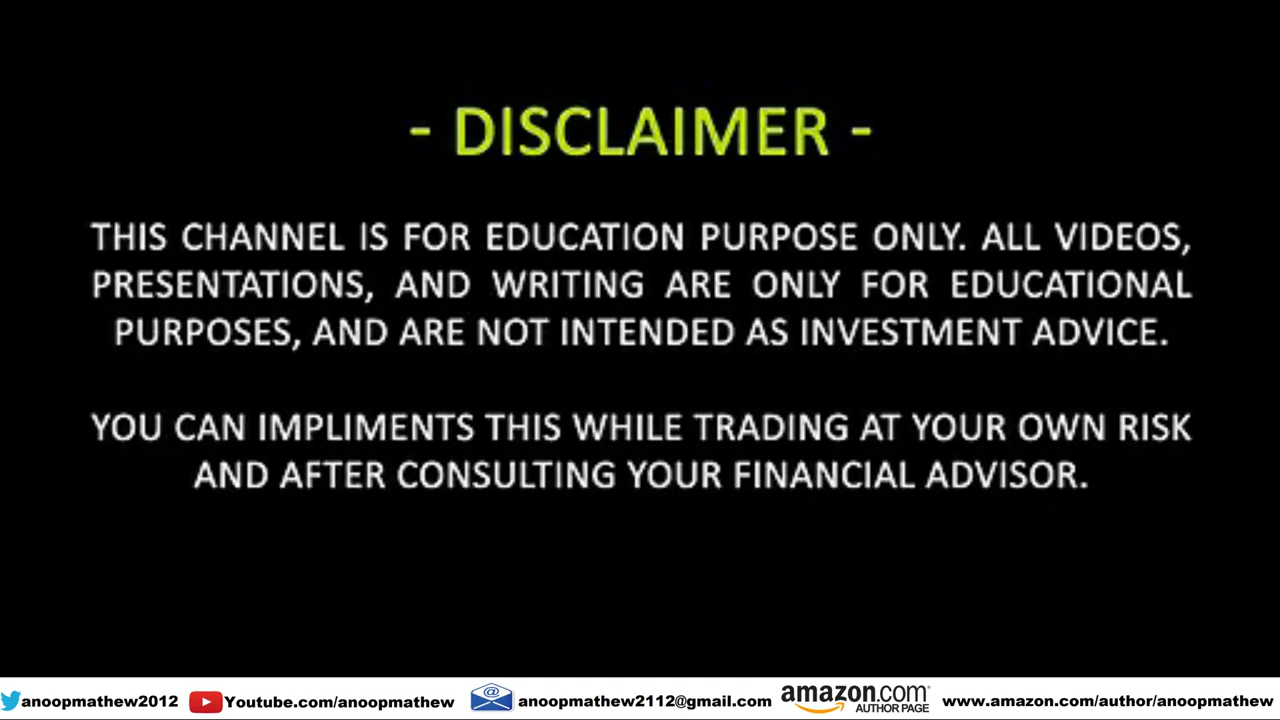 - DISCLAIMER -
THIS CHANNEL IS FOR EDUCATION PURPOSE ONLY. ALL VIDEOS,
PRESENTATIONS, AND WRITING ARE ONLY FOR EDUCATIONAL
PURPOSES, AND ARE NOT INTENDED AS INVESTMENT ADVICE.
YOU CAN IMPLIMENTS THIS WHILE TRADING AT YOUR OWN RISK
AND AFTER CONSULTING YOUR FINANCIAL ADVISOR.
anoopmathew2012 Youtube.com/anoopmathew @ anoopmathew2112@gmail.com amazon.com® AUTHOR PAGE www.amazon.com/author/anoopmathew